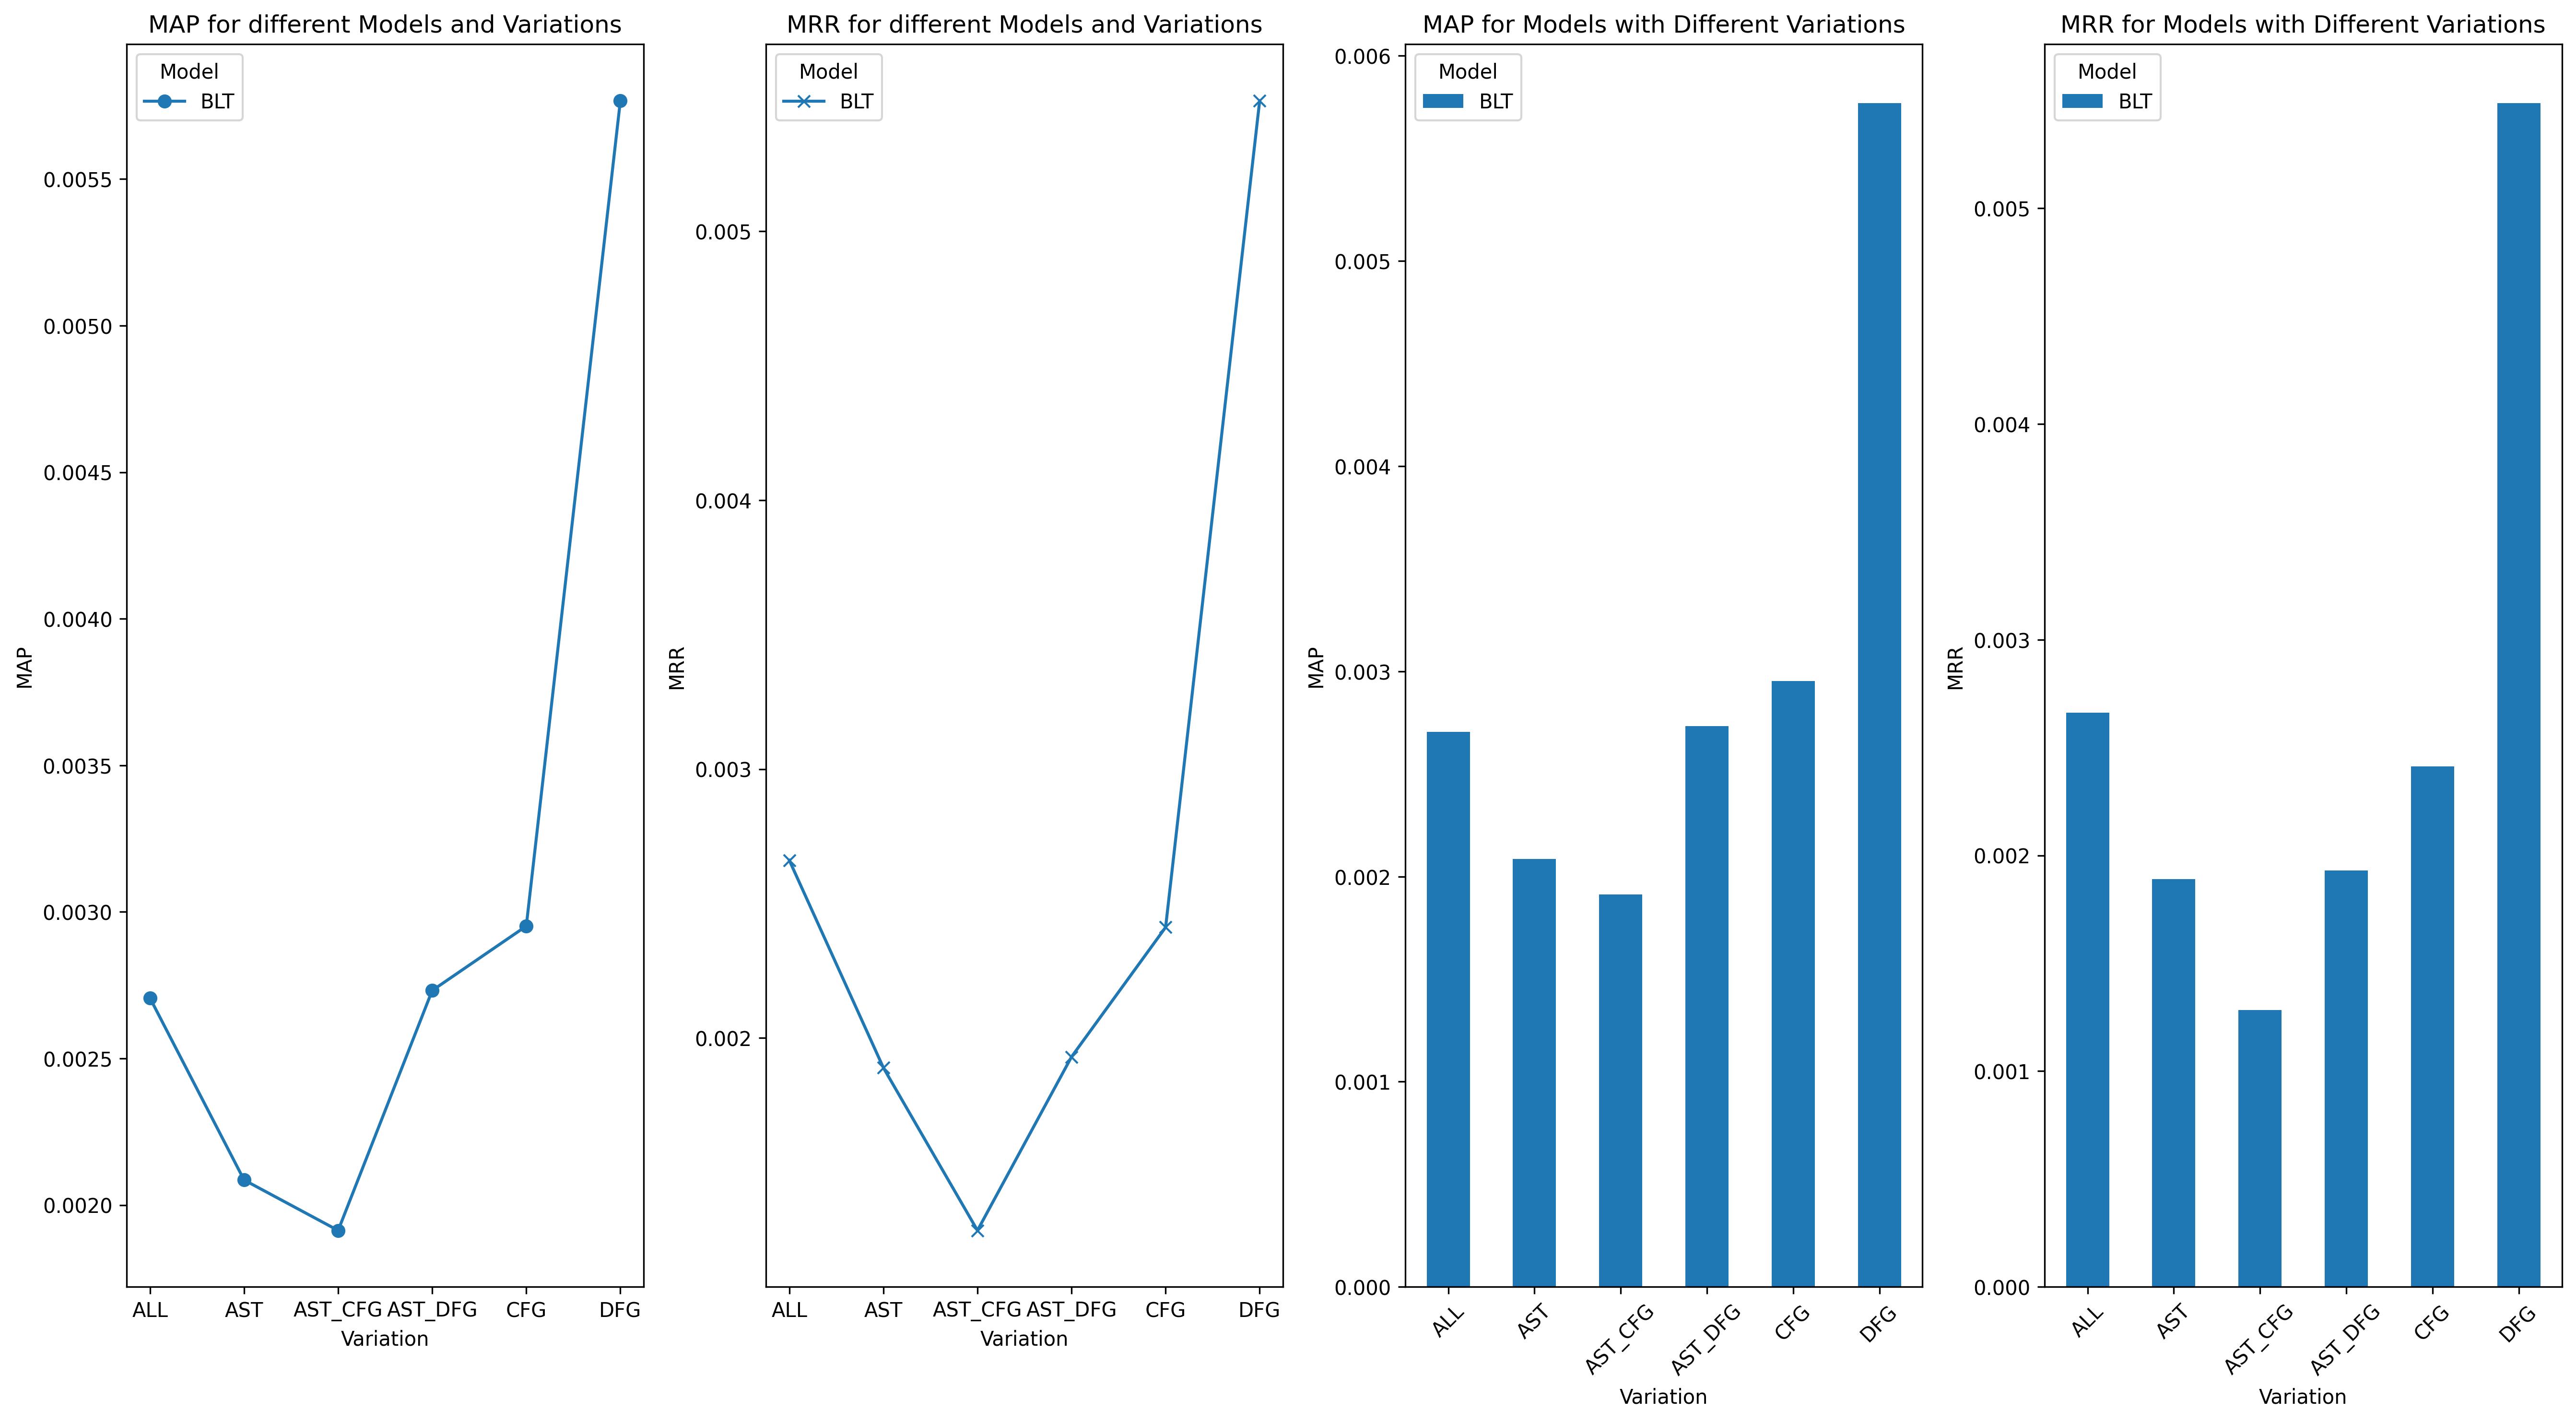 MAP for different Models and Variations
Model
BLT
0.0055
0.0050
0.0045
0.0040
0.0035
0.0030
0.0025
0.0020
MAP
ALL AST AST_CFG AST_DFG CFG DFG
Variation
MRR for different Models and Variations
Model
BLT
0.005
0.004
0.003
0.002
MRR
ALL AST AST_CFG AST_DFG CFG DFG
Variation
MAP for Models with Different Variations
Model
BLT
0.006
0.005
0.004
0.003
0.002
0.001
0.000
MAP
ALL AST AST_CFG AST_DFG CFG DFG
Variation
MRR for Models with Different Variations
Model
BLT
0.005
0.004
0.003
0.002
0.001
0.000
MRR
ALL AST AST_CFG AST_DFG CFG DFG
Variation